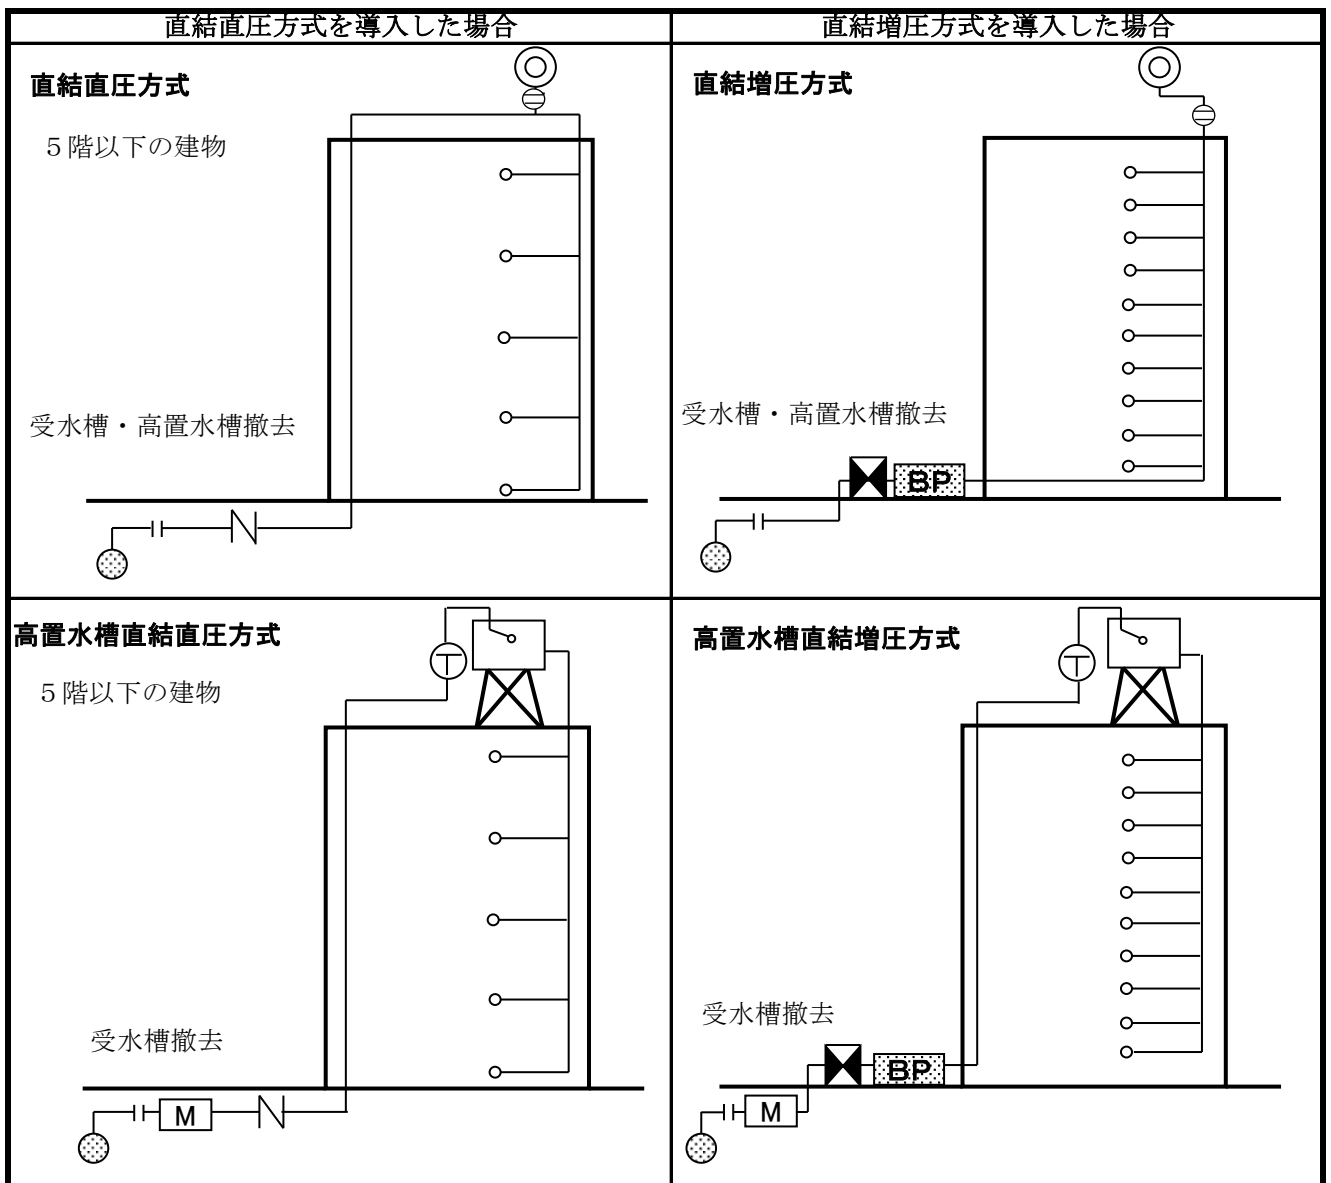 直結直圧方式を導入した場合
直結増圧方式を導入した場合
直結直圧方式
５階以下の建物
受水槽・高置水槽撤去
直結増圧方式
受水槽・高置水槽撤去
BP
高置水槽直結直圧方式
５階以下の建物
T
受水槽撤去
M
高置水槽直結増圧方式
T
受水槽撤去
BP
M